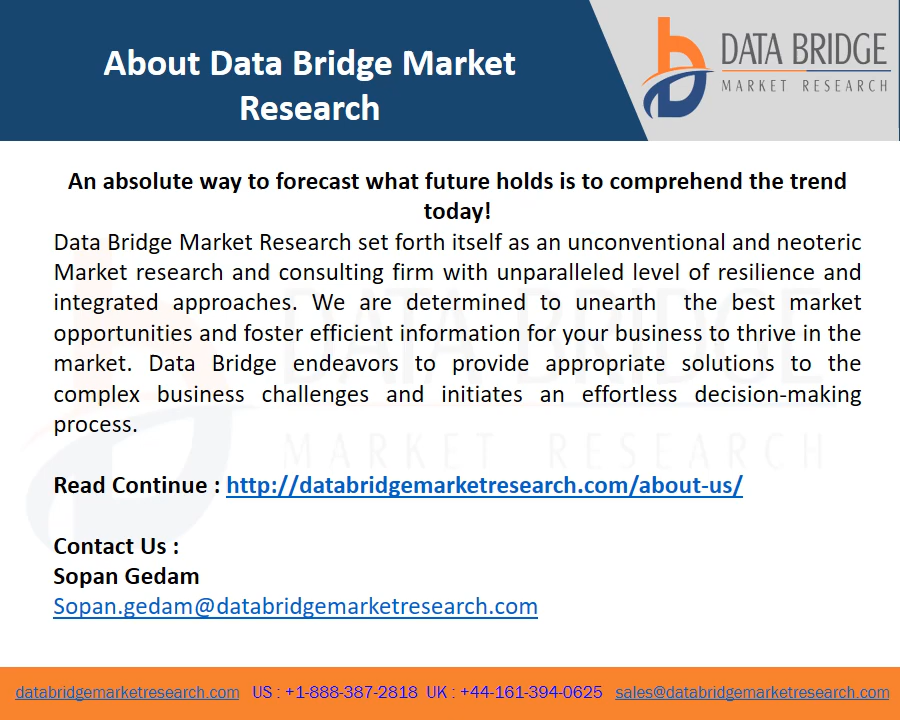 About Data Bridge Market
Research
DATA BRIDGE
MARKET RESEARCH
An absolute way to forecast what future holds is to comprehend the trend
today!
Data Bridge Market Research set forth itself as an unconventional and neoteric
Market research and consulting firm with unparalleled level of resilience and
integrated approaches. We are determined to unearth the best market
opportunities and foster efficient information for your business to thrive in the
market. Data Bridge endeavors to provide appropriate solutions to the
complex business challenges and initiates an effortless decision-making
process.
DATA BRIDGE
MARKET RESEARCH
Read Continue : http://databridgemarketresearch.com/about-us/
Contact Us :
Sopan Gedam
Sopan.gedam@databridgemarketresearch.com
databridgemarketresearch.com US : +1-888-387-2818 UK : +44-161-394-0625 sales@databridgemarketresearch.com